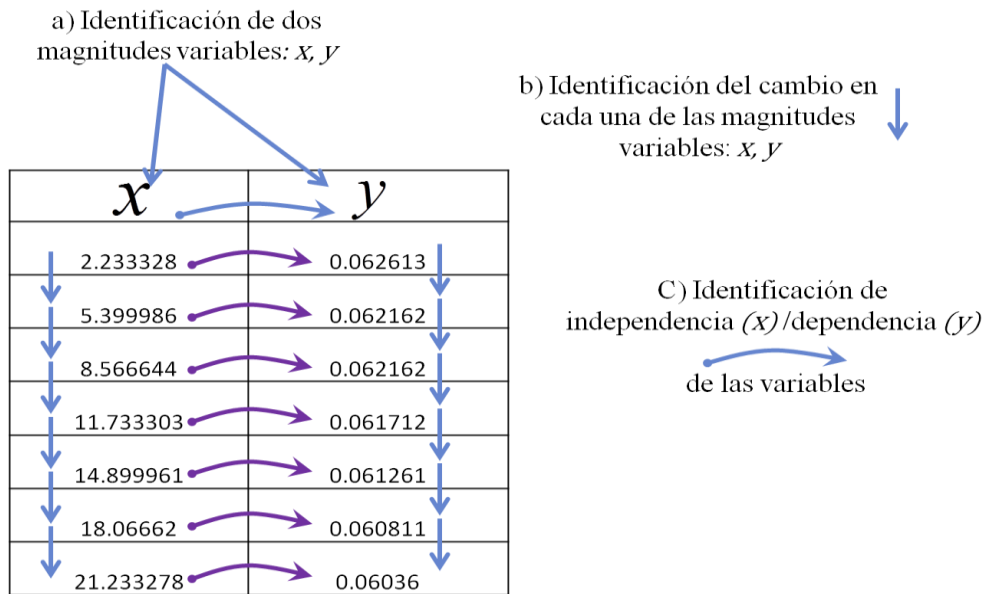 a) Identificación de dos
magnitudes variables: x, y
b) Identificación del cambio en
cada una de las magnitudes
variables: x, y
x y
2.233328 0.062613
5.399986 0.062162
8.566644 0.062162
11.733303 0.061712
14.899961 0.061261
18.06662 0.060811
21.233278 0.06036
C) Identificación de
independencia (x)/dependencia (y)
de las variables